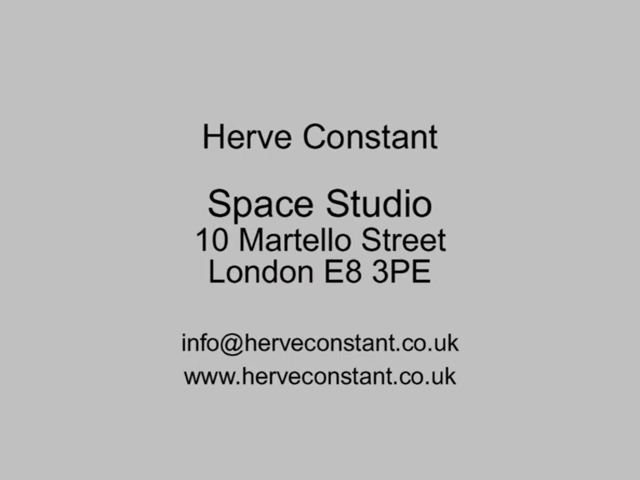 Herve Constant
Space Studio
10 Martello Street
London E8 3PE
info@herveconstant.co.uk
www.herveconstant.co.uk